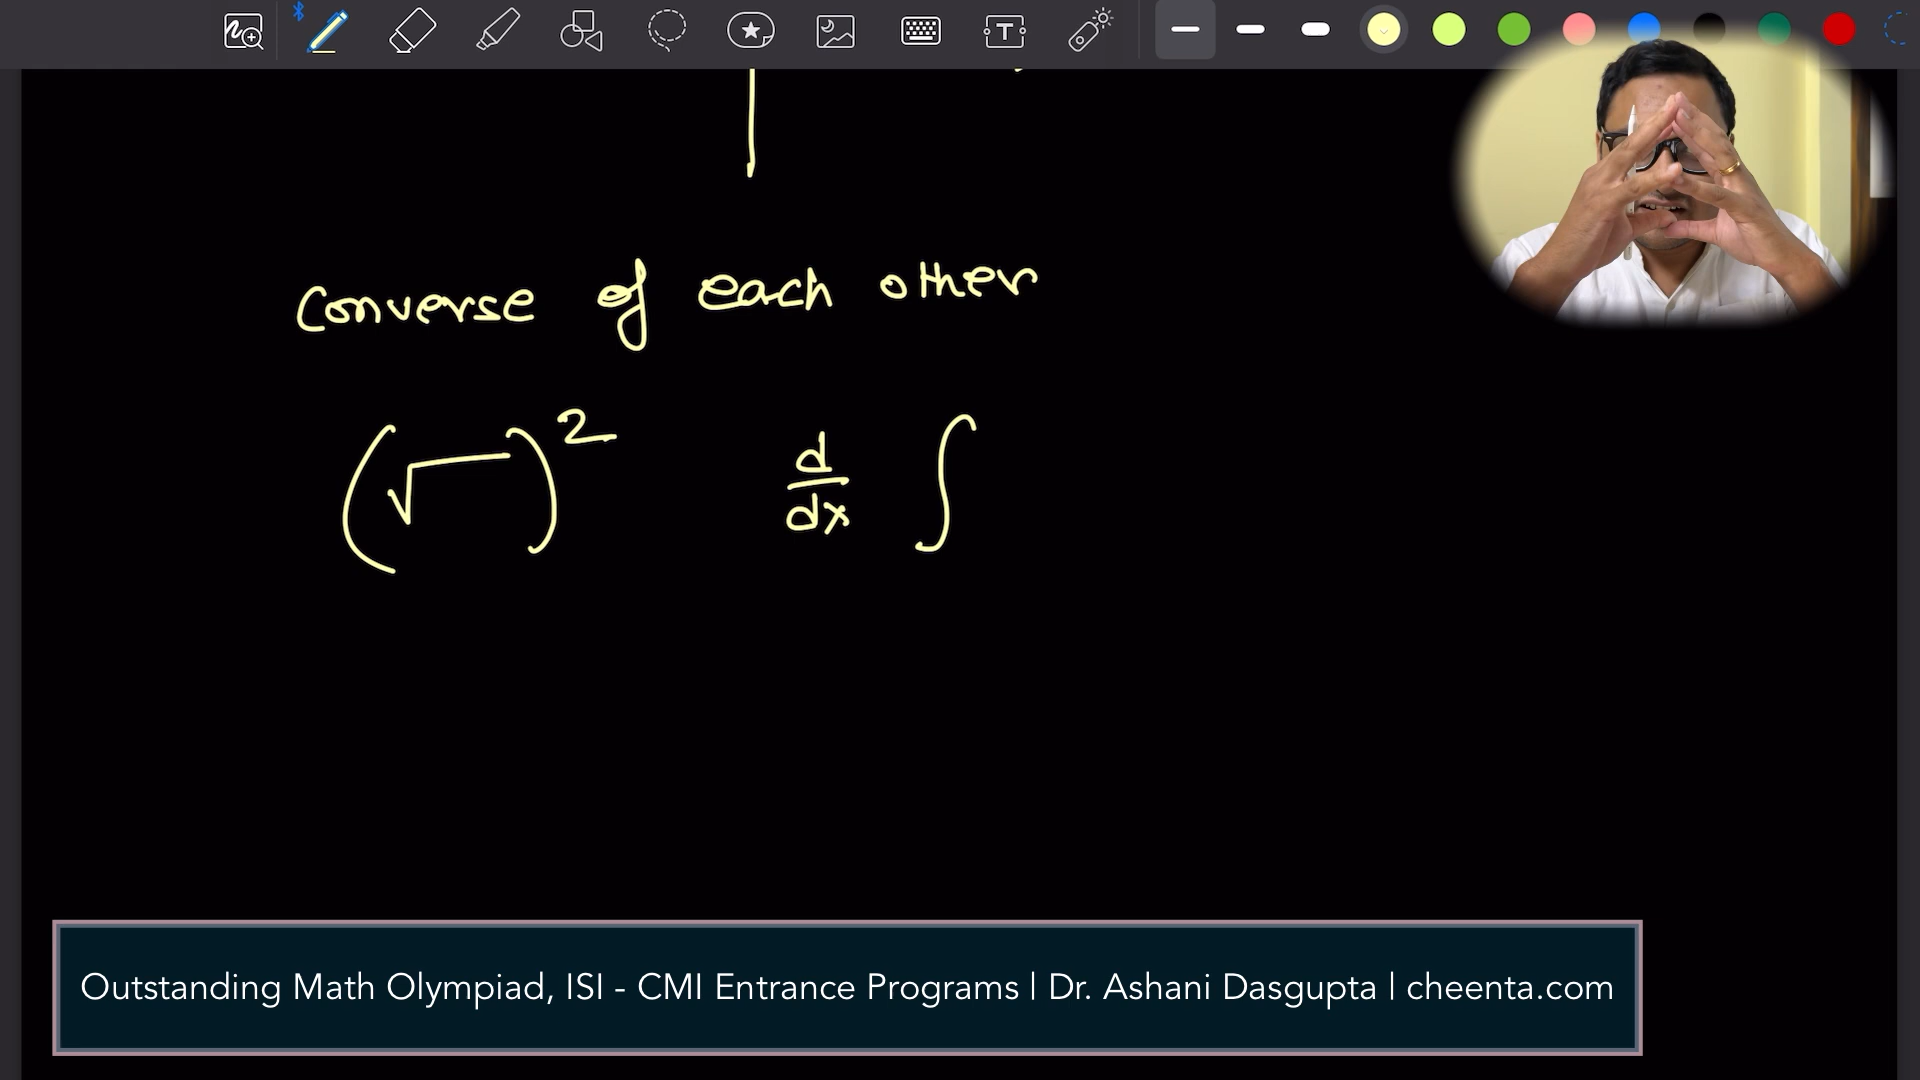 converse of each other
(√‾)² d/dx ∫
Outstanding Math Olympiad, ISI - CMI Entrance Programs | Dr. Ashani Dasgupta | cheenta.com